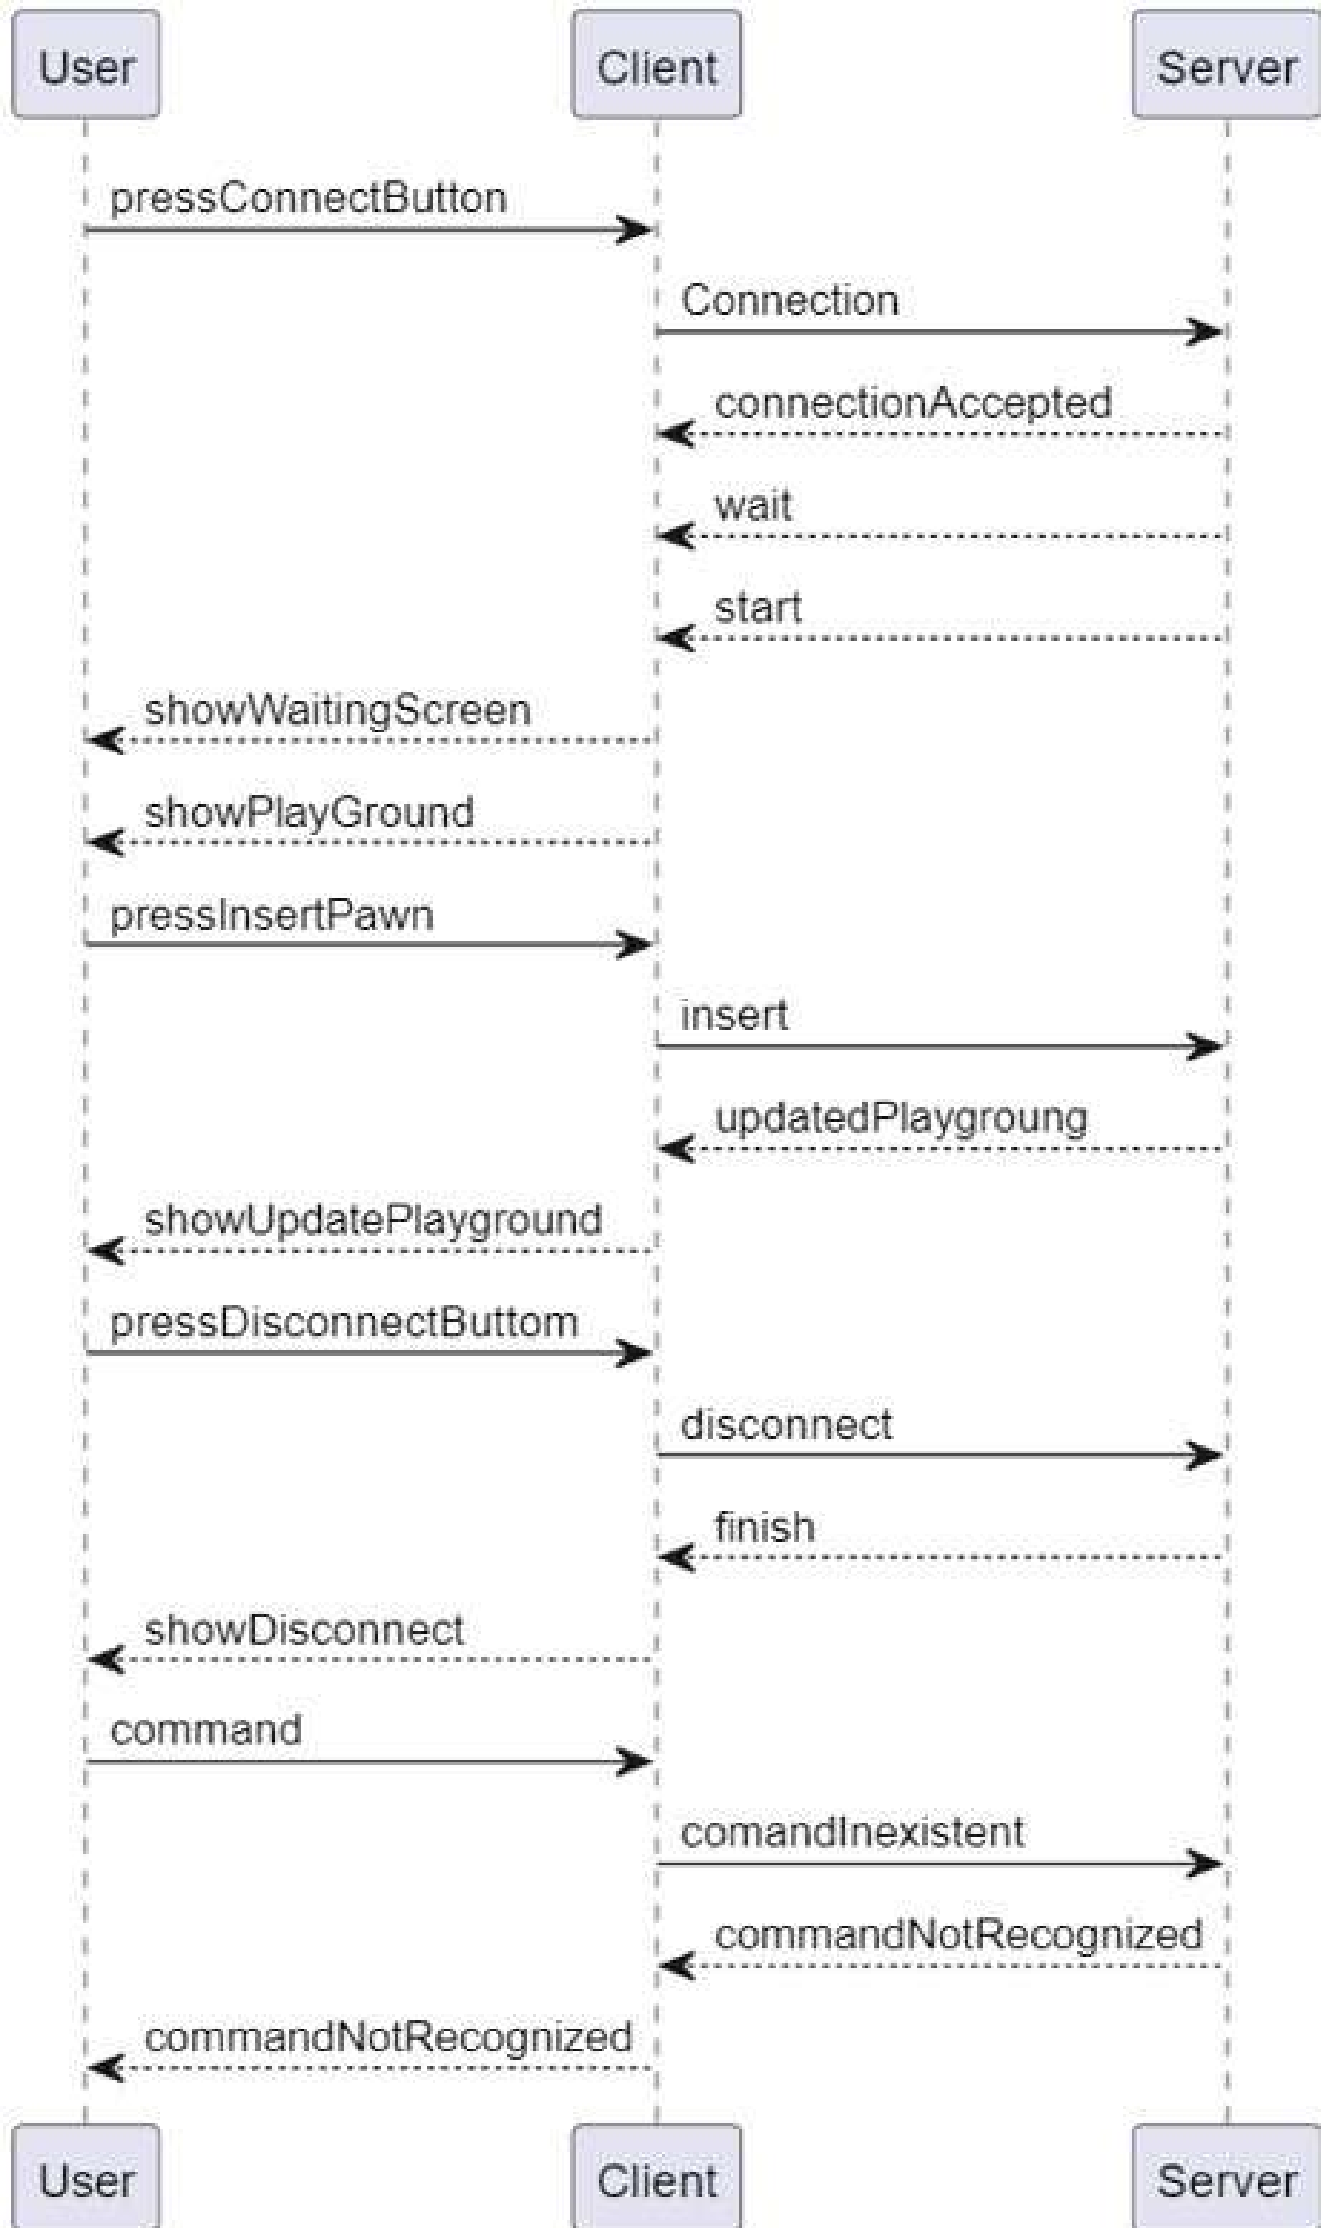 User
Client
Server
pressConnectButton
Connection
connectionAccepted
wait
start
showWaitingScreen
showPlayGround
pressInsertPawn
insert
updatedPlaygroung
showUpdatePlayground
pressDisconnectButtom
disconnect
finish
showDisconnect
command
comandInexistent
commandNotRecognized
commandNotRecognized
User
Client
Server